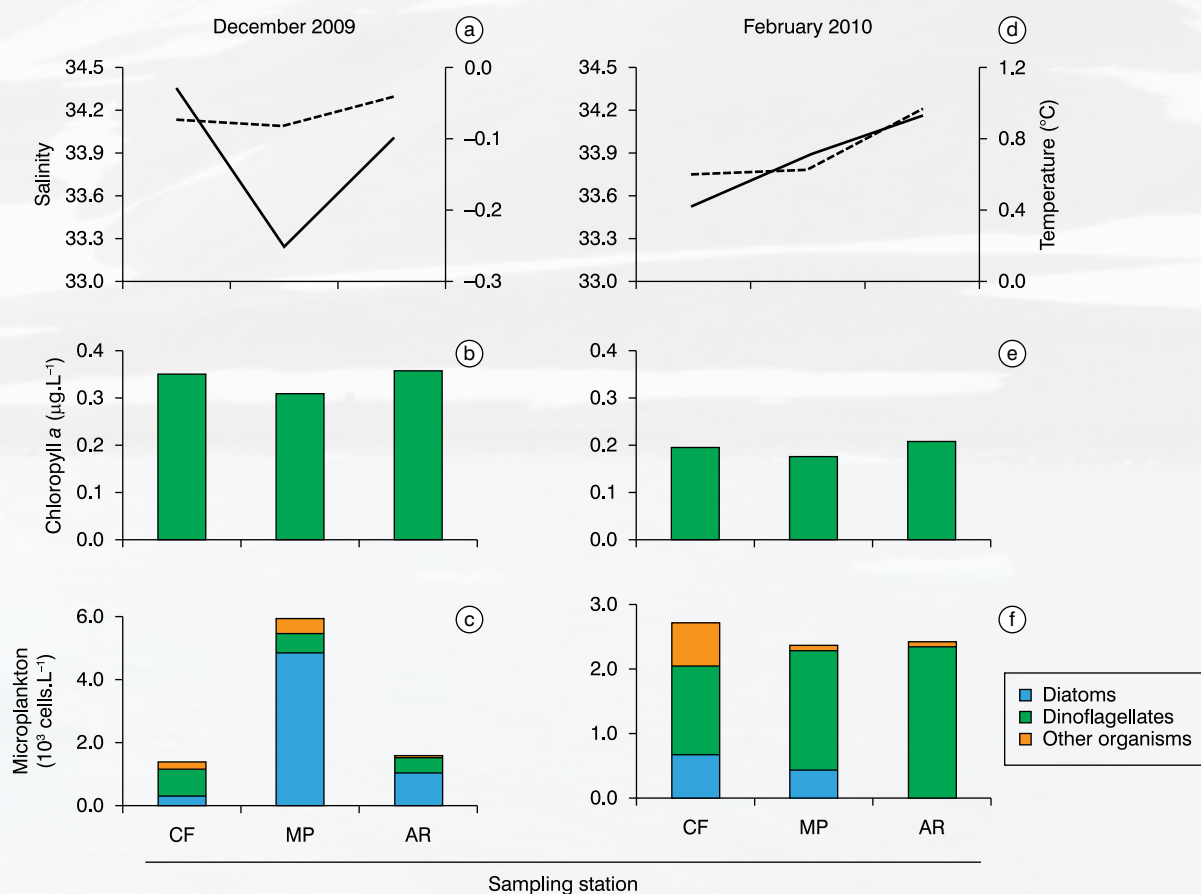 December 2009
a
34.5
34.2
33.9
33.6
33.3
33.0
Salinity
0.0
–0.1
–0.2
–0.3
February 2010
d
34.5
34.2
33.9
33.6
33.3
33.0
1.2
0.8
0.4
0.0
Temperature (°C)
b
0.4
0.3
0.2
0.1
0.0
Chloropyll a (µg.L–1)
e
0.4
0.3
0.2
0.1
0.0
c
6.0
4.0
2.0
0.0
Microplankton
(10³ cells.L–1)
CF MP AR
f
3.0
2.0
1.0
0.0
CF MP AR
Diatoms
Dinoflagellates
Other organisms
Sampling station